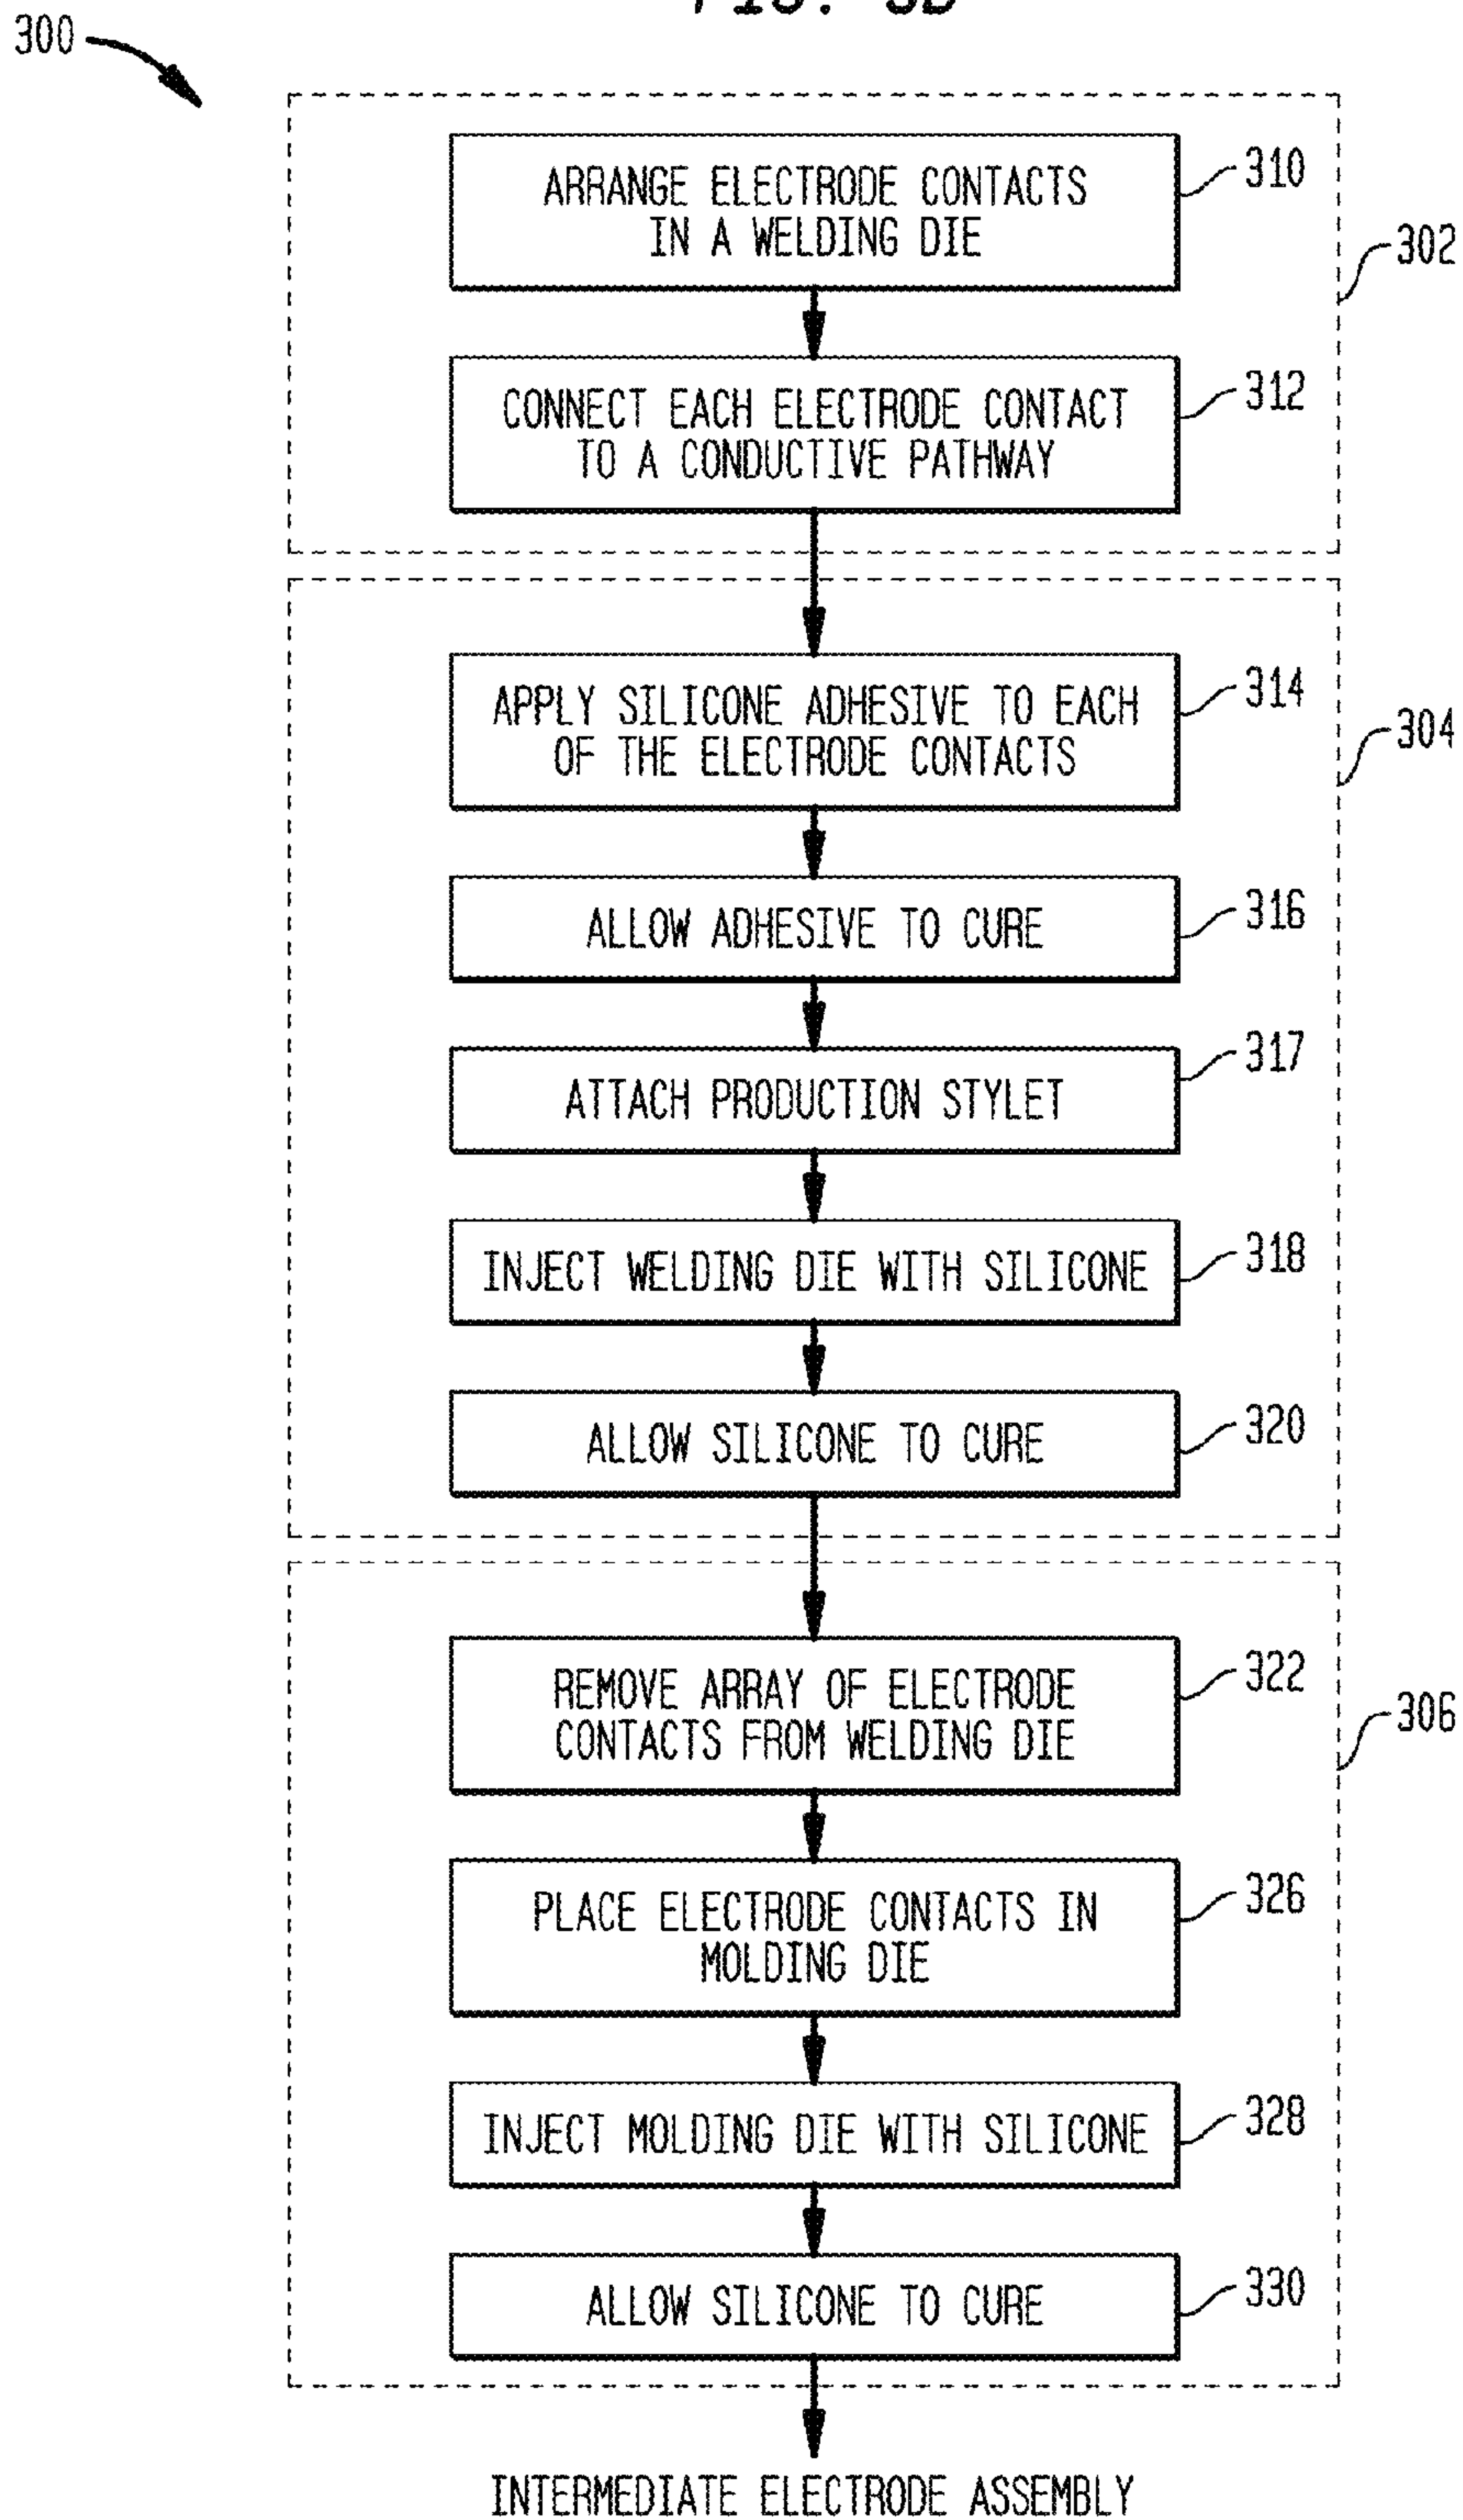 300
ARRANGE ELECTRODE CONTACTS
IN A WELDING DIE
310
302
CONNECT EACH ELECTRODE CONTACT
TO A CONDUCTIVE PATHWAY
312
APPLY SILICONE ADHESIVE TO EACH
OF THE ELECTRODE CONTACTS
314
304
ALLOW ADHESIVE TO CURE
316
ATTACH PRODUCTION STYLET
317
INJECT WELDING DIE WITH SILICONE
318
ALLOW SILICONE TO CURE
320
REMOVE ARRAY OF ELECTRODE
CONTACTS FROM WELDING DIE
322
306
PLACE ELECTRODE CONTACTS IN
MOLDING DIE
326
INJECT MOLDING DIE WITH SILICONE
328
ALLOW SILICONE TO CURE
330
INTERMEDIATE ELECTRODE ASSEMBLY